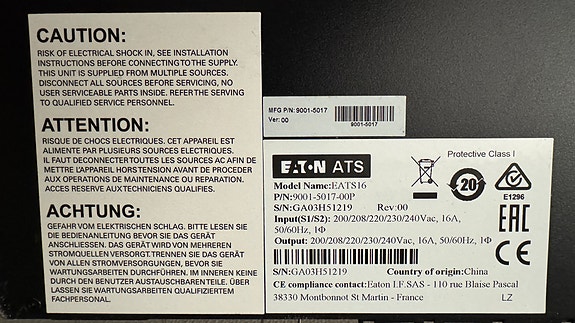 CAUTION:
RISK OF ELECTRICAL SHOCK IN, SEE INSTALLATION
INSTRUCTIONS BEFORE CONNECTING TO THE SUPPLY.
THIS UNIT IS SUPPLIED FROM MULTIPLE SOURCES.
DISCONNECT ALL SOURCES BEFORE SERVICING, NO
USER SERVICEABLE PARTS INSIDE. REFER THE SERVING
TO QUALIFIED SERVICE PERSONNEL.
ATTENTION:
RISQUE DE CHOCS ELECTRIQUES. CET APPAREIL EST
ALIMENTE PAR PLUSIEURS SOURCES ELECTRIQUES.
IL FAUT DECONNECTER TOUTES LES SOURCES AC AFIN DE
METTRE L'APPAREIL HORS TENSION AVANT DE PROCEDER
AUX OPERATIONS DE MAINTENANCE OU REPARATION.
ACCES RESERVE AUX TECHNICIENS QUALIFIES.
ACHTUNG:
GEFAHR VOM ELEKTRISCHEN SCHLAG. BITTE LESEN SIE
DIE BEDIENANLEITUNG BEVOR SIE DAS GERÄT
ANSCHLIESSEN. DAS GERÄT WIRD VON MEHREREN
STROMQUELLEN VERSORGT. TRENNEN SIE DAS GERÄT
VON ALLEN STROMVERSORGUNGEN, BEVOR SIE
WARTUNGSARBEITEN DURCHFÜHREN. IM INNEREN KEINE
DURCH DEN BENUTZER AUSTAUSCHBAREN TEILE. ÜBER
LASSEN SIE WARTUNGSARBEITEN QUALIFIZIERTEM
FACHPERSONAL.
MFG P/N: 9001-5017
Ver: 00
9001-5017
EATON ATS
Protective Class I
20
E1296
Model Name:EATS16
P/N:9001-5017-00P
S/N:GA03H51219 Rev:00
Input(S1/S2): 200/208/220/230/240Vac, 16A,
50/60Hz, 1Φ
Output: 200/208/220/230/240Vac, 16A, 50/60Hz, 1Φ
EAC
CE
S/N:GA03H51219 Country of origin:China
CE compliance contact:Eaton I.F.SAS - 110 rue Blaise Pascal
38330 Montbonnot St Martin - France LZ